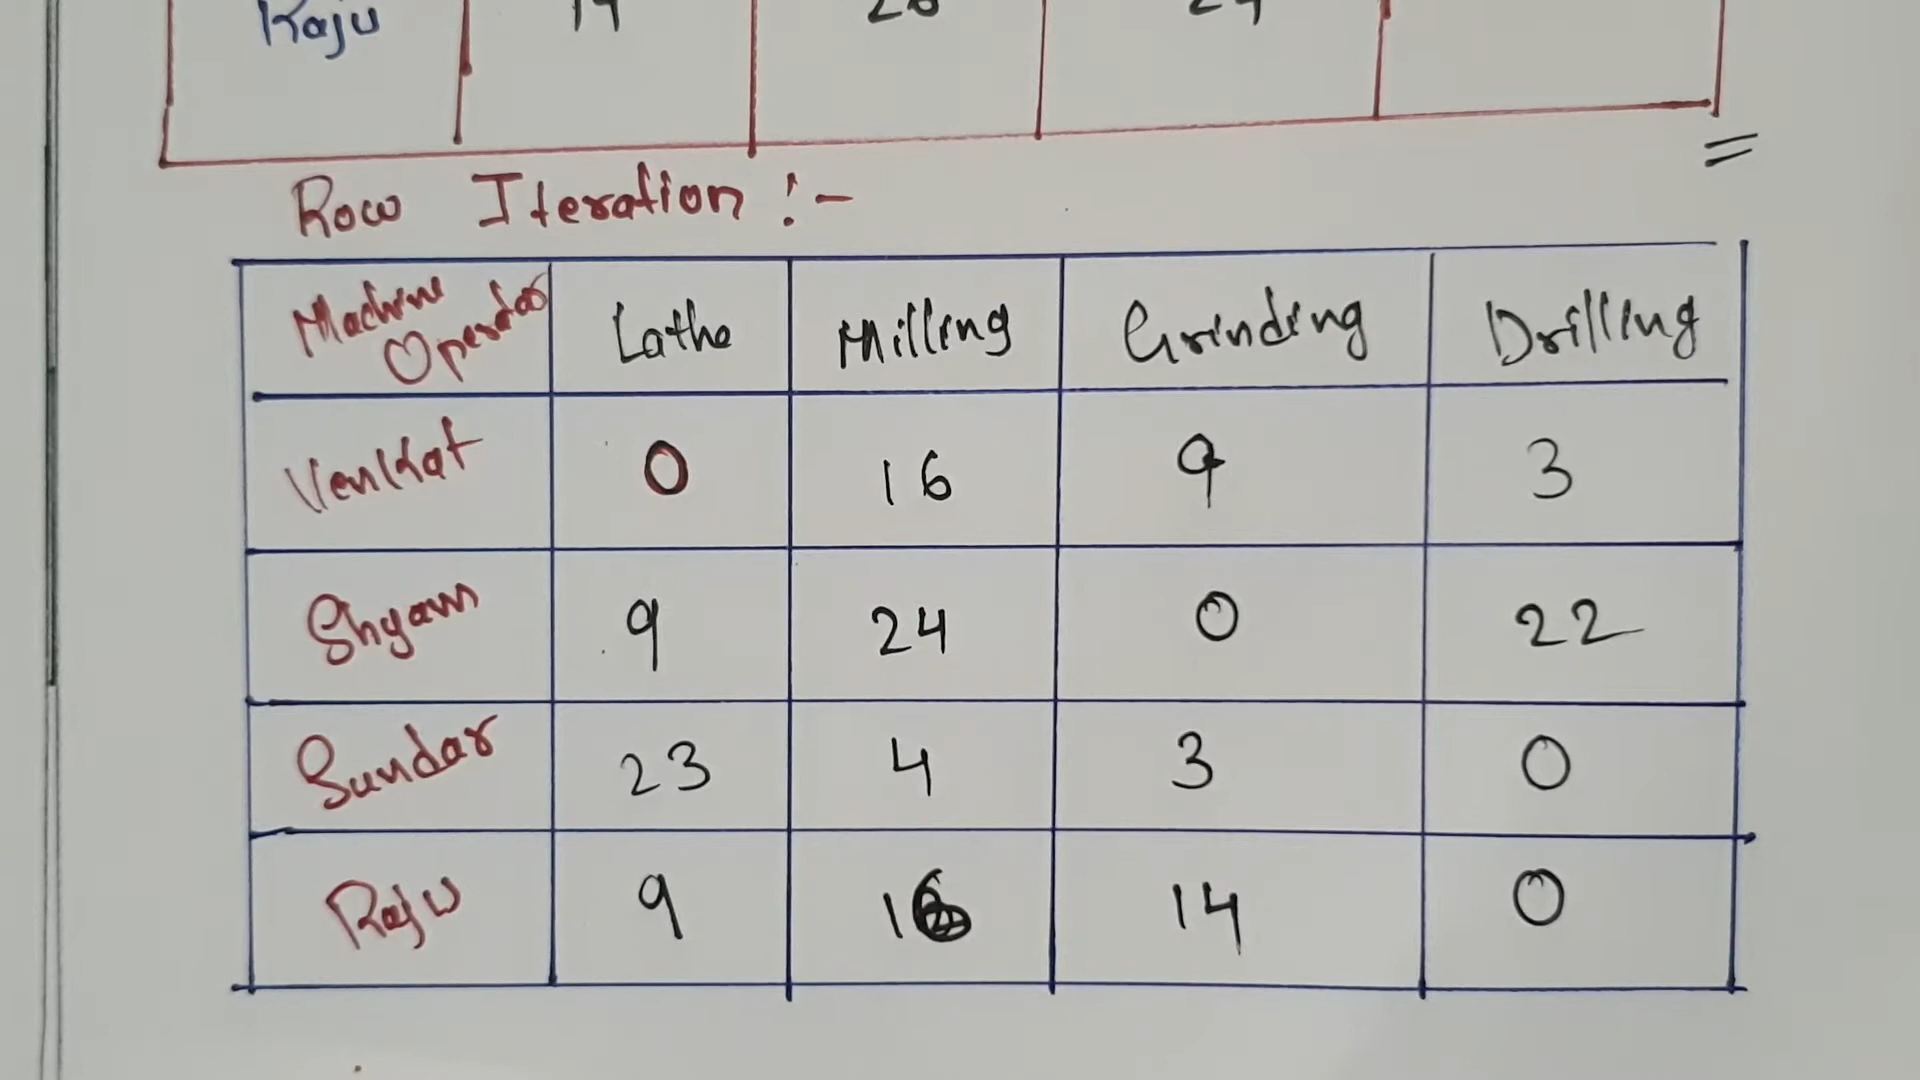 Raju
Row Iteration :-
Machine Operator Lathe Milling Grinding Drilling
Venkat 0 16 9 3
Shyam 9 24 0 22
Sundar 23 4 3 0
Raju 9 16 14 0